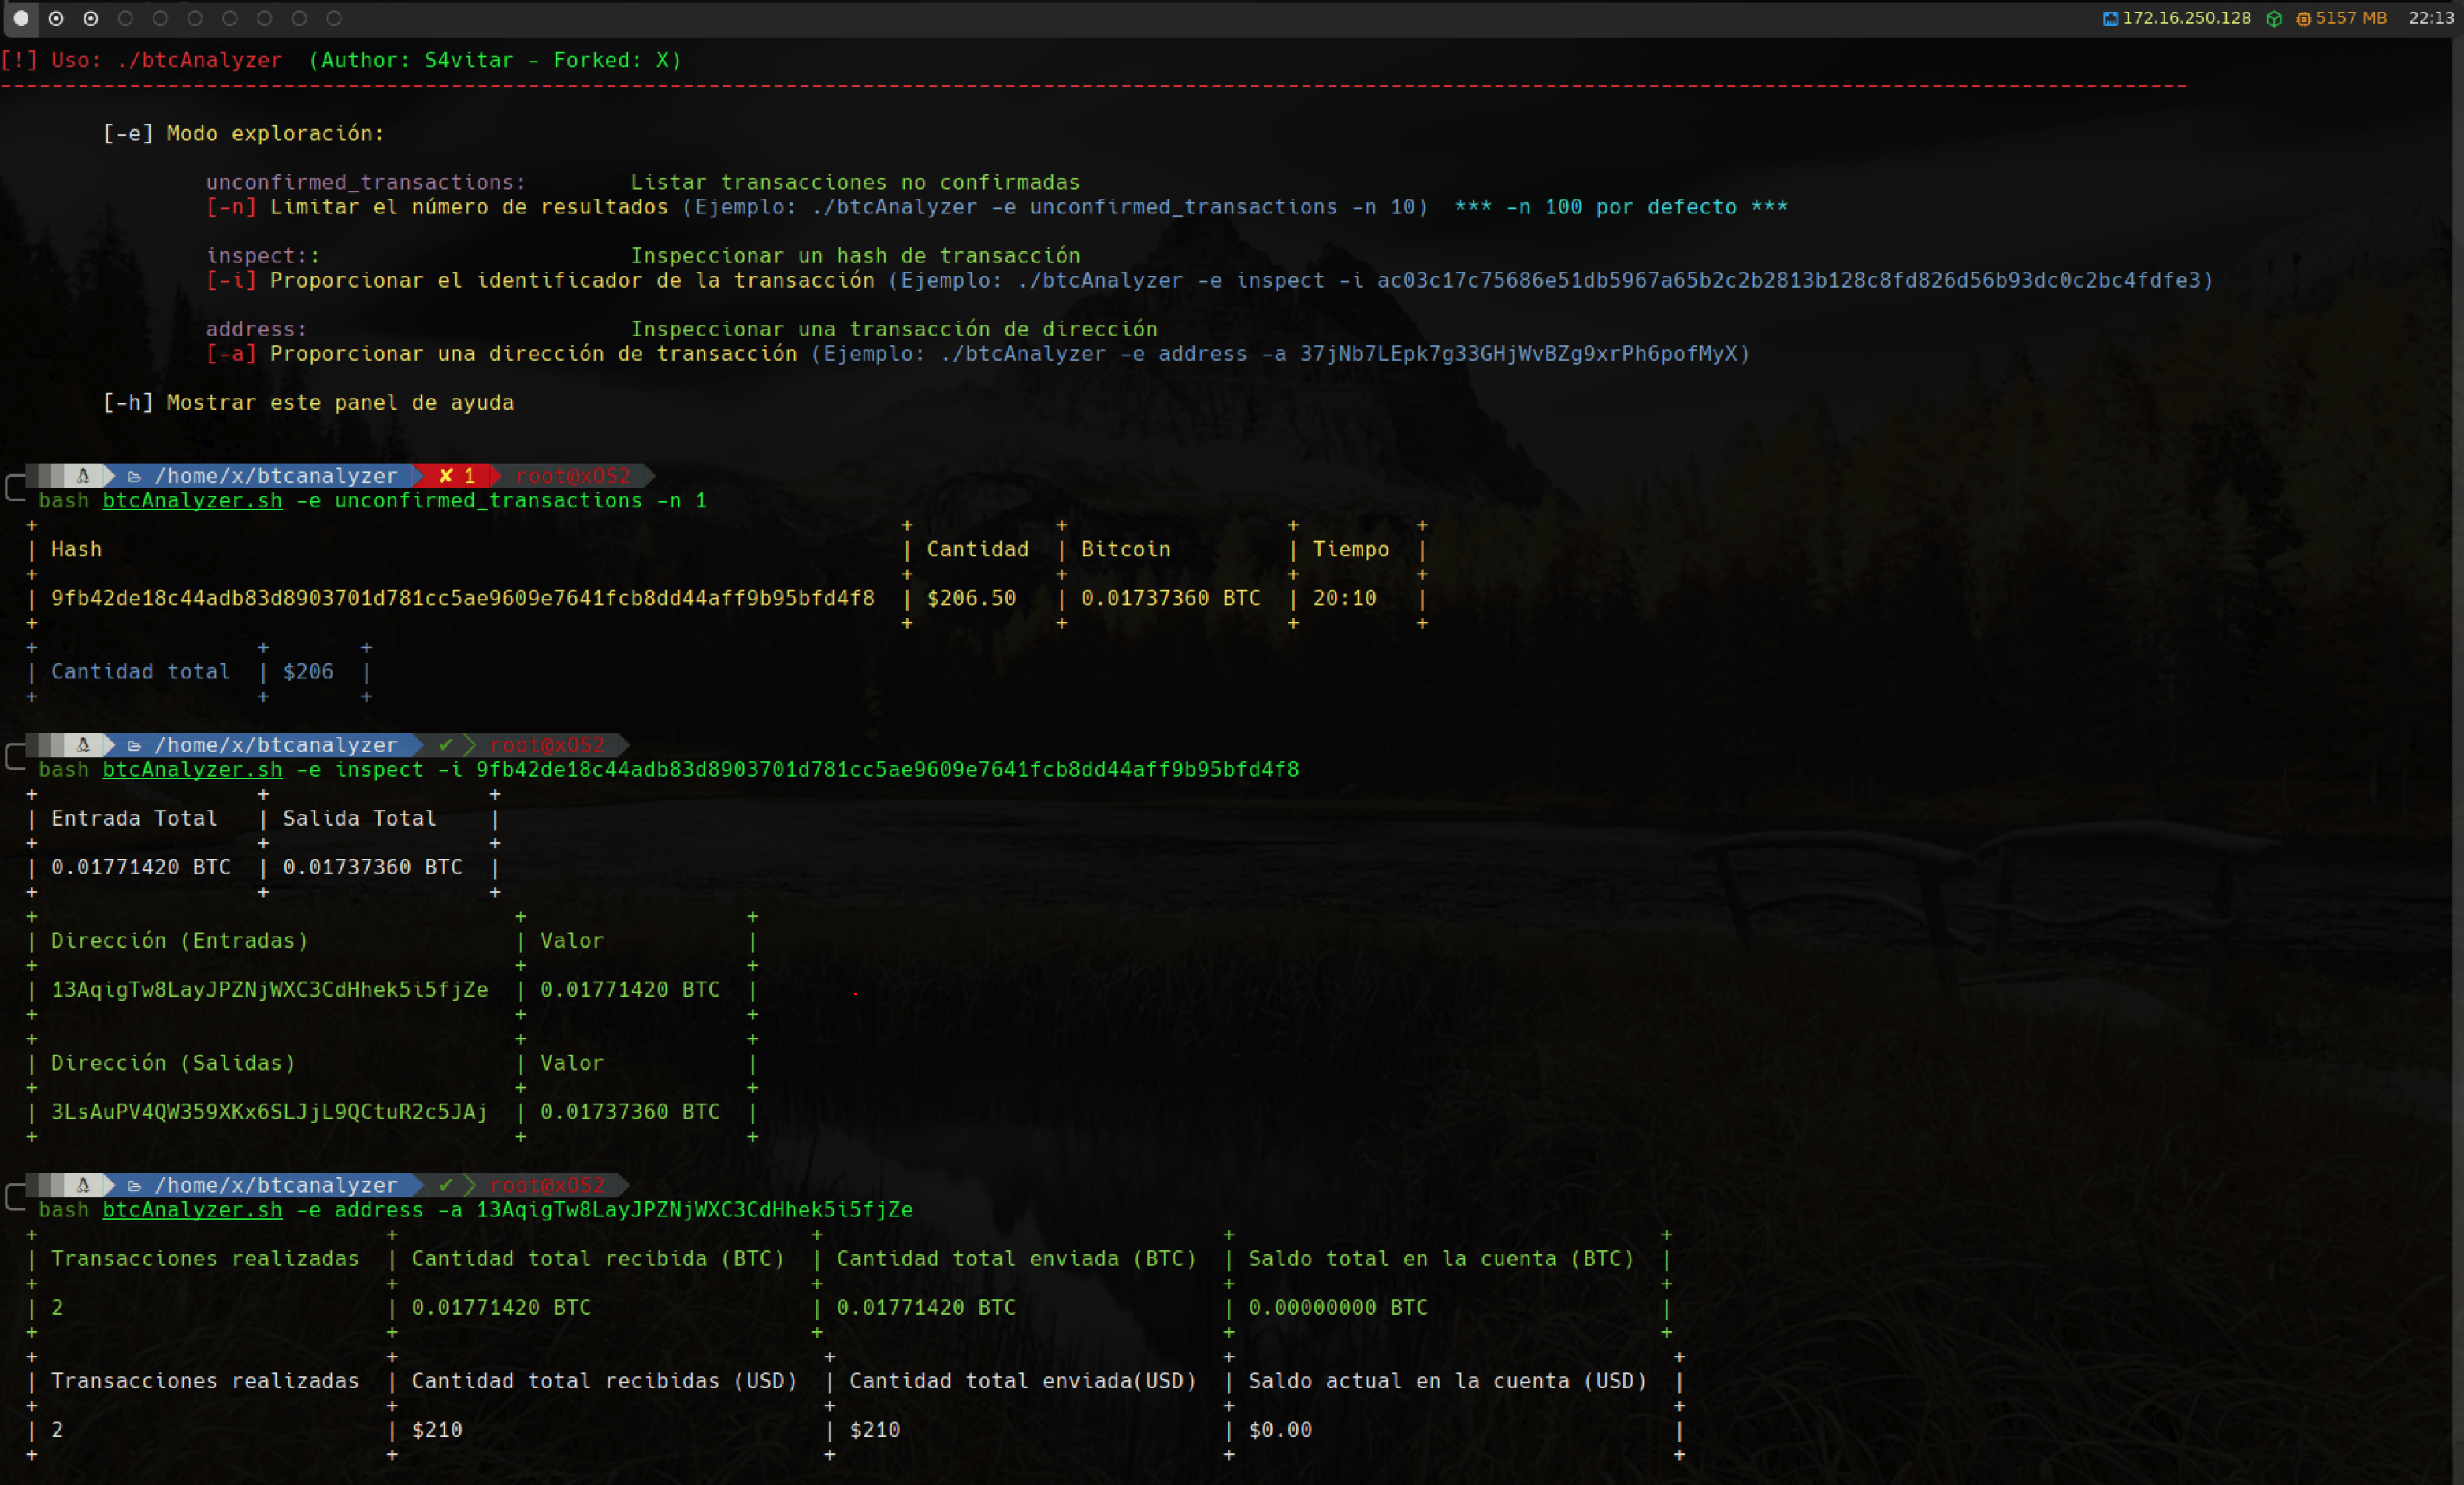 172.16.250.128 5157 MB 22:13
[!] Uso: ./btcAnalyzer (Author: S4vitar - Forked: X)
[-e] Modo exploración:
unconfirmed_transactions: Listar transacciones no confirmadas
[-n] Limitar el número de resultados (Ejemplo: ./btcAnalyzer -e unconfirmed_transactions -n 10) *** -n 100 por defecto ***
inspect:: Inspeccionar un hash de transacción
[-i] Proporcionar el identificador de la transacción (Ejemplo: ./btcAnalyzer -e inspect -i ac03c17c75686e51db5967a65b2c2b2813b128c8fd826d56b93dc0c2bc4fdfe3)
address: Inspeccionar una transacción de dirección
[-a] Proporcionar una dirección de transacción (Ejemplo: ./btcAnalyzer -e address -a 37jNb7LEpk7g33GHjWvBZg9xrPh6pofMyX)
[-h] Mostrar este panel de ayuda
/home/x/btcanalyzer ✘ 1 root@xOS2
bash btcAnalyzer.sh -e unconfirmed_transactions -n 1
| Hash | Cantidad | Bitcoin | Tiempo |
| 9fb42de18c44adb83d8903701d781cc5ae9609e7641fcb8dd44aff9b95bfd4f8 | $206.50 | 0.01737360 BTC | 20:10 |
| Cantidad total | $206 |
/home/x/btcanalyzer ✔ root@xOS2
bash btcAnalyzer.sh -e inspect -i 9fb42de18c44adb83d8903701d781cc5ae9609e7641fcb8dd44aff9b95bfd4f8
| Entrada Total | Salida Total |
| 0.01771420 BTC | 0.01737360 BTC |
| Dirección (Entradas) | Valor |
| 13AqigTw8LayJPZNjWXC3CdHhek5i5fjZe | 0.01771420 BTC |
| Dirección (Salidas) | Valor |
| 3LsAuPV4QW359XKx6SLJjL9QCtuR2c5JAj | 0.01737360 BTC |
/home/x/btcanalyzer ✔ root@xOS2
bash btcAnalyzer.sh -e address -a 13AqigTw8LayJPZNjWXC3CdHhek5i5fjZe
| Transacciones realizadas | Cantidad total recibida (BTC) | Cantidad total enviada (BTC) | Saldo total en la cuenta (BTC) |
| 2 | 0.01771420 BTC | 0.01771420 BTC | 0.00000000 BTC |
| Transacciones realizadas | Cantidad total recibidas (USD) | Cantidad total enviada(USD) | Saldo actual en la cuenta (USD) |
| 2 | $210 | $210 | $0.00 |